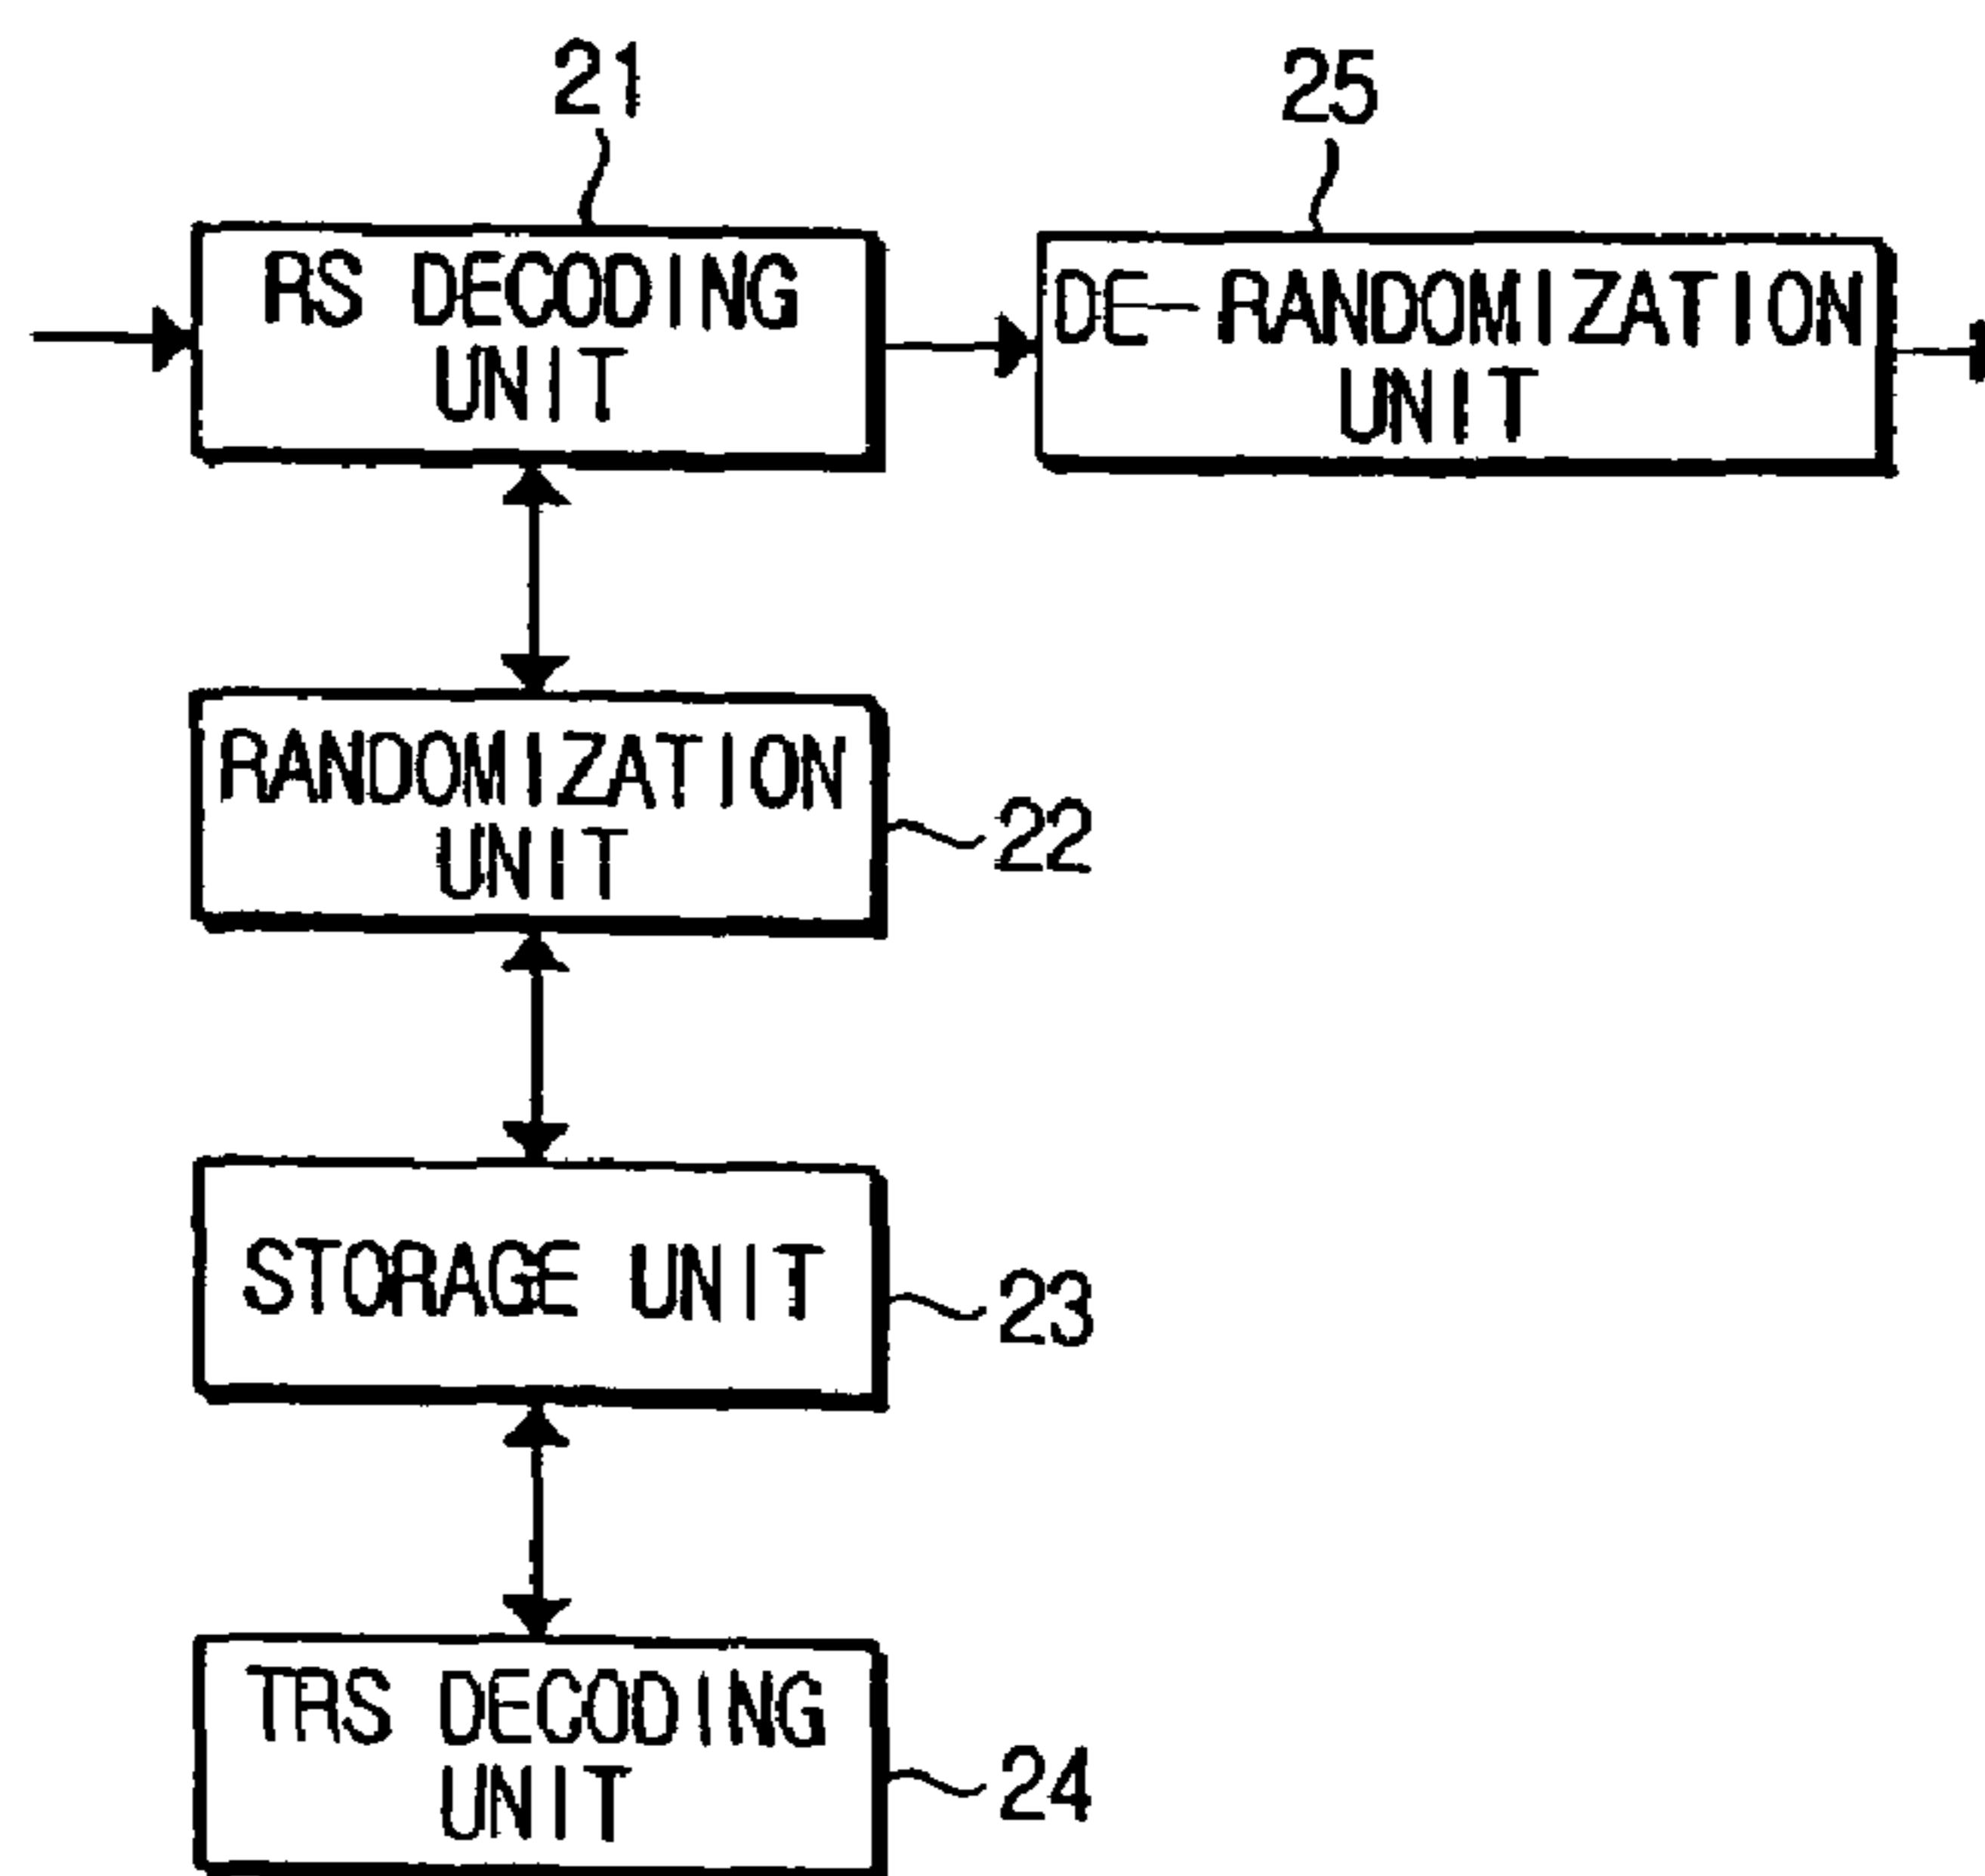 21
25
RS DECODING
UNIT
DE- RANDOMIZATION
UNIT
RANDOMIZATION
UNIT
22
STORAGE UNIT
23
TRS DECODING
UNIT
24